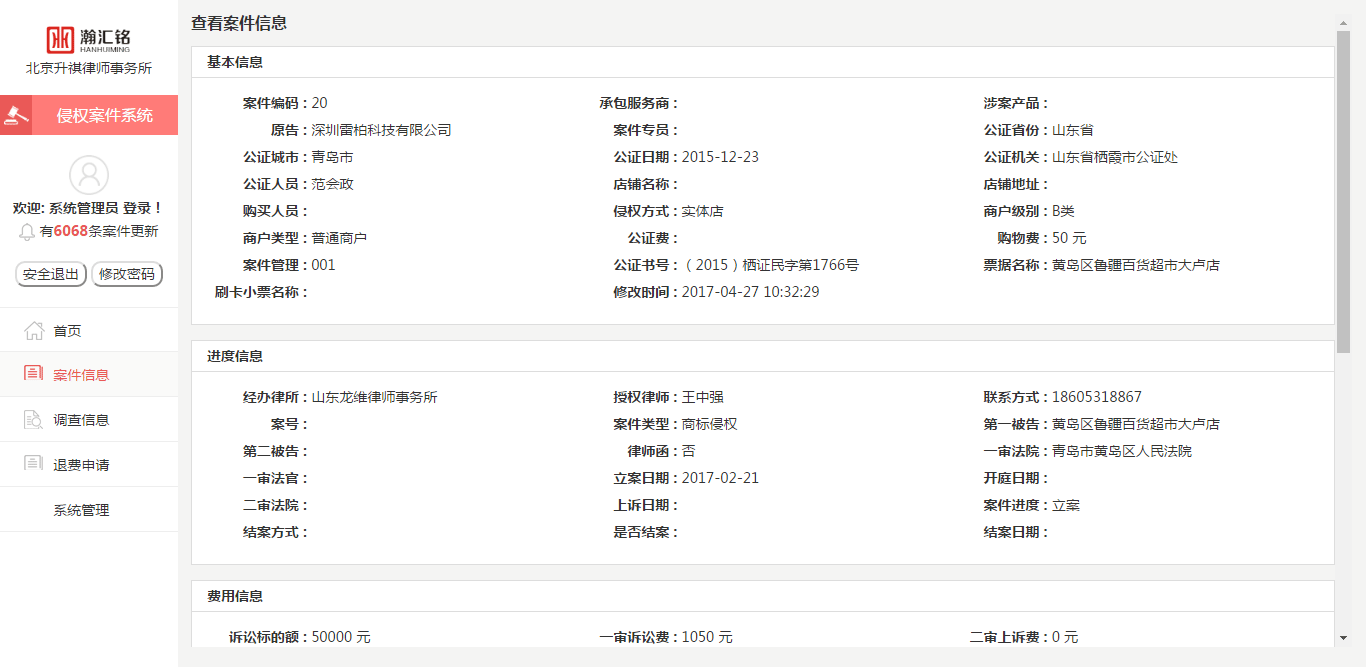 瀚汇铭
HANHUIMING
北京升祺律师事务所
侵权案件系统
欢迎: 系统管理员 登录！
有6068条案件更新
安全退出 修改密码
首页
案件信息
调查信息
退费申请
系统管理
查看案件信息
基本信息
案件编码：20 承包服务商： 涉案产品：
原告：深圳雷柏科技有限公司 案件专员： 公证省份：山东省
公证城市：青岛市 公证日期：2015-12-23 公证机关：山东省栖霞市公证处
公证人员：范会政 店铺名称： 店铺地址：
购买人员： 侵权方式：实体店 商户级别：B类
商户类型：普通商户 公证费： 购物费：50 元
案件管理：001 公证书号：（2015）栖证民字第1766号 票据名称：黄岛区鲁疆百货超市大卢店
刷卡小票名称： 修改时间：2017-04-27 10:32:29
进度信息
经办律所：山东龙维律师事务所 授权律师：王中强 联系方式：18605318867
案号： 案件类型：商标侵权 第一被告：黄岛区鲁疆百货超市大卢店
第二被告： 律师函：否 一审法院：青岛市黄岛区人民法院
一审法官： 立案日期：2017-02-21 开庭日期：
二审法院： 上诉日期： 案件进度：立案
结案方式： 是否结案： 结案日期：
费用信息
诉讼标的额：50000 元 一审诉讼费：1050 元 二审上诉费：0 元